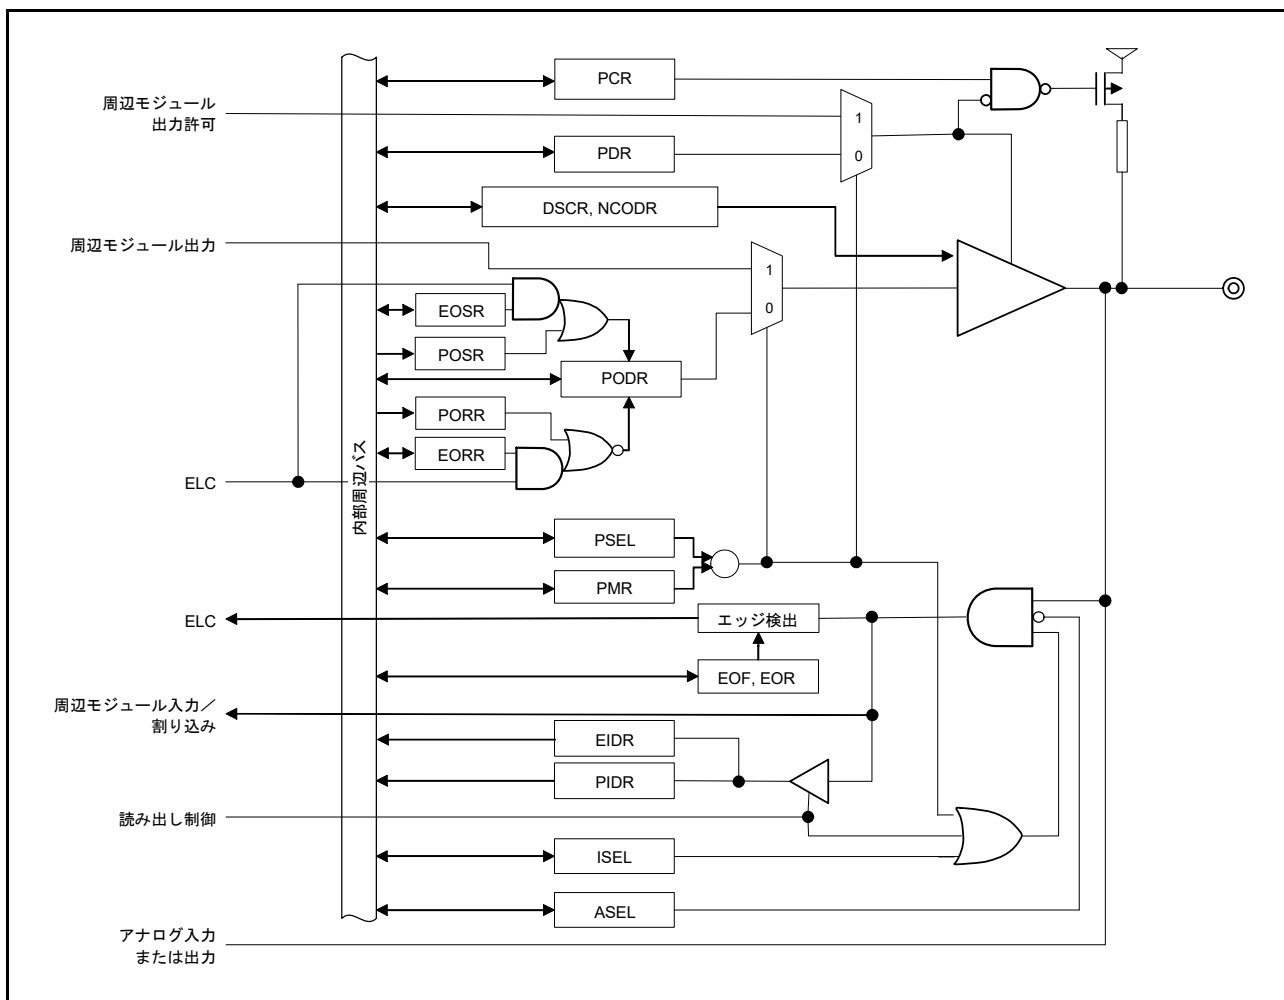 PCR
周辺モジュール
出力許可
1
PDR
0
DSCR, NCODR
周辺モジュール出力
1
EOSR
0
POSR
PODR
PORR
EORR
内部周辺バス
ELC
PSEL
PMR
ELC
エッジ検出
EOF, EOR
周辺モジュール入力／
割り込み
EIDR
PIDR
読み出し制御
ISEL
ASEL
アナログ入力
または出力